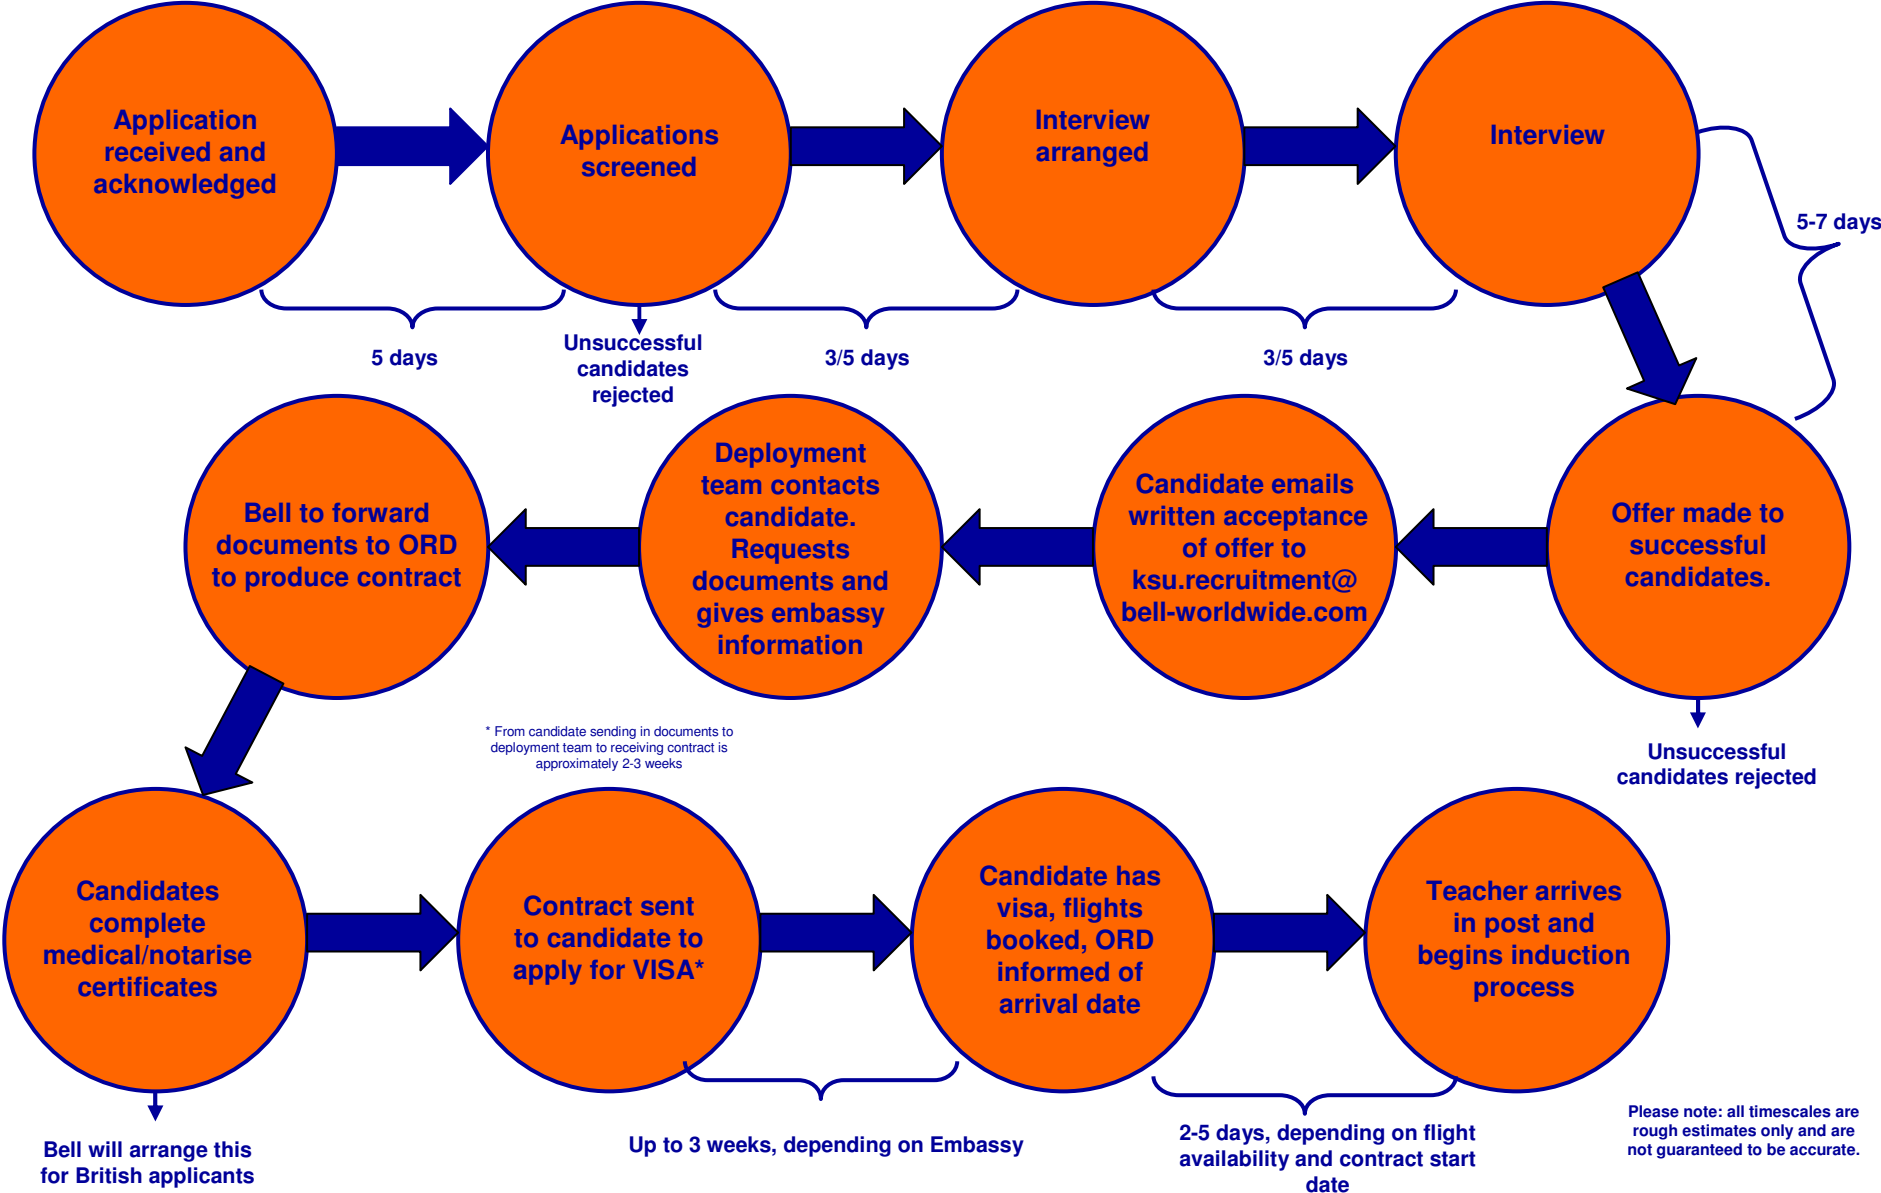 Application
received and
acknowledged
Applications
screened
Interview
arranged
Interview
5-7 days
5 days
Unsuccessful
candidates
rejected
3/5 days
3/5 days
Offer made to
successful
candidates.
Candidate emails
written acceptance
of offer to
ksu.recruitment@
bell-worldwide.com
Deployment
team contacts
candidate.
Requests
documents and
gives embassy
information
Bell to forward
documents to ORD
to produce contract
* From candidate sending in documents to
deployment team to receiving contract is
approximately 2-3 weeks
Unsuccessful
candidates rejected
Candidates
complete
medical/notarise
certificates
Contract sent
to candidate to
apply for VISA*
Candidate has
visa, flights
booked, ORD
informed of
arrival date
Teacher arrives
in post and
begins induction
process
Bell will arrange this
for British applicants
Up to 3 weeks, depending on Embassy
2-5 days, depending on flight
availability and contract start
date
Please note: all timescales are
rough estimates only and are
not guaranteed to be accurate.